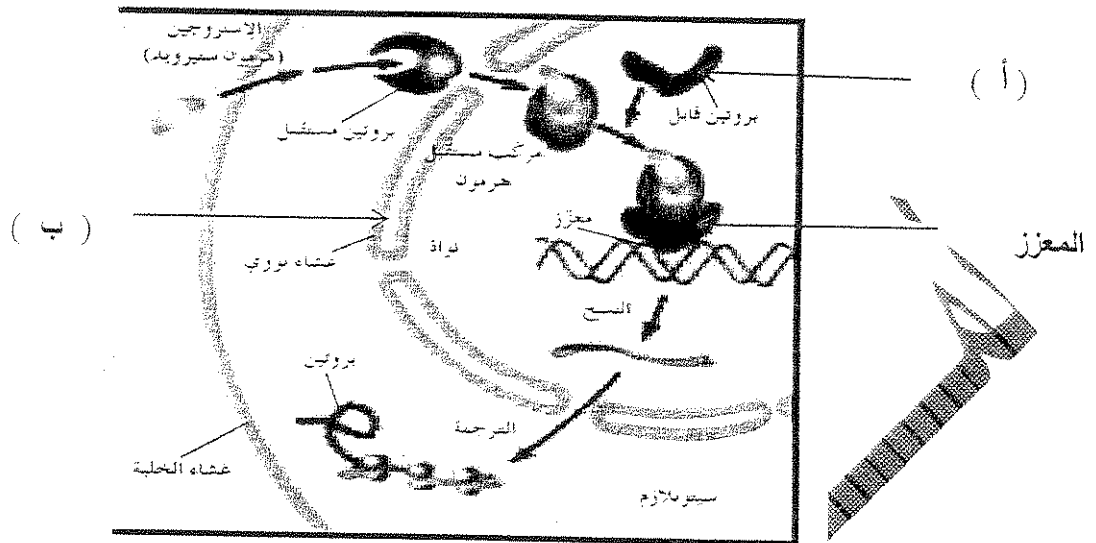 الاستروجين
(هرمون ستيرويد)
( أ )
بروتين مستقبل
بروتين قابل
مركب مستقبل
هرمون
( ب )
معزز
المعزز
نواة
غشاء نووي
النسخ
بروتين
الترجمة
غشاء الخلية
سيتوبلازم